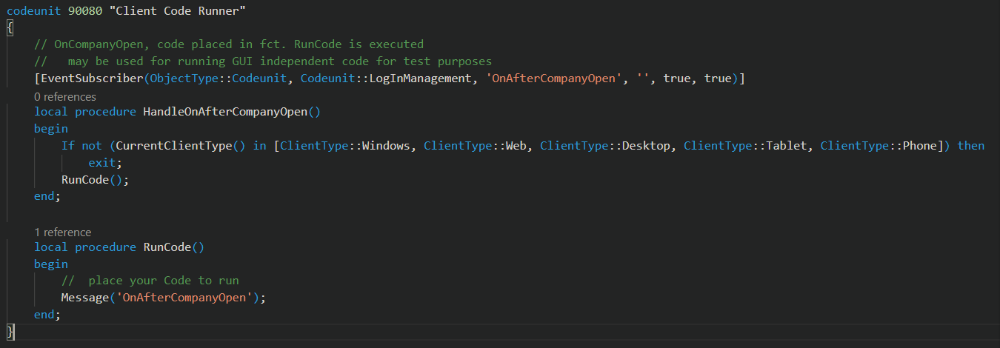 codeunit 90080 "Client Code Runner"
{
// OnCompanyOpen, code placed in fct. RunCode is executed
//   may be used for running GUI independent code for test purposes
[EventSubscriber(ObjectType::Codeunit, Codeunit::LogInManagement, 'OnAfterCompanyOpen', '', true, true)]
0 references
local procedure HandleOnAfterCompanyOpen()
begin
If not (CurrentClientType() in [ClientType::Windows, ClientType::Web, ClientType::Desktop, ClientType::Tablet, ClientType::Phone]) then
exit;
RunCode();
end;
1 reference
local procedure RunCode()
begin
//  place your Code to run
Message('OnAfterCompanyOpen');
end;
}